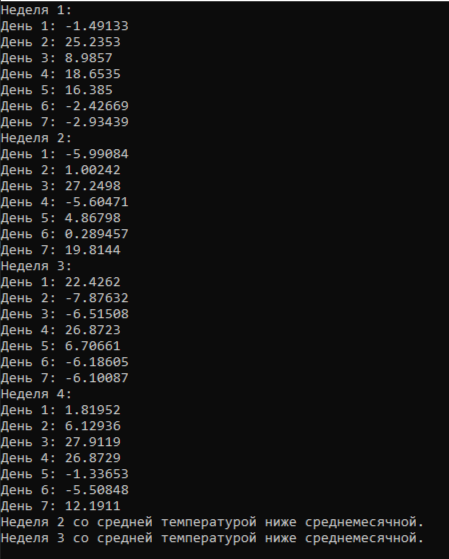 Неделя 1:
День 1: -1.49133
День 2: 25.2353
День 3: 8.9857
День 4: 18.6535
День 5: 16.385
День 6: -2.42669
День 7: -2.93439
Неделя 2:
День 1: -5.99084
День 2: 1.00242
День 3: 27.2498
День 4: -5.60471
День 5: 4.86798
День 6: 0.289457
День 7: 19.8144
Неделя 3:
День 1: 22.4262
День 2: -7.87632
День 3: -6.51508
День 4: 26.8723
День 5: 6.70661
День 6: -6.18605
День 7: -6.10087
Неделя 4:
День 1: 1.81952
День 2: 6.12936
День 3: 27.9119
День 4: 26.8729
День 5: -1.33653
День 6: -5.50848
День 7: 12.1911
Неделя 2 со средней температурой ниже среднемесячной.
Неделя 3 со средней температурой ниже среднемесячной.